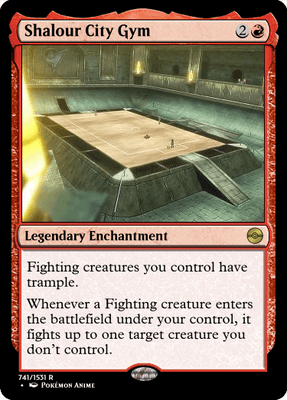 Shalour City Gym 2
Legendary Enchantment
Fighting creatures you control have
trample.
Whenever a Fighting creature enters
the battlefield under your control, it
fights up to one target creature you
don't control.
741/1531 R
• Pokémon Anime